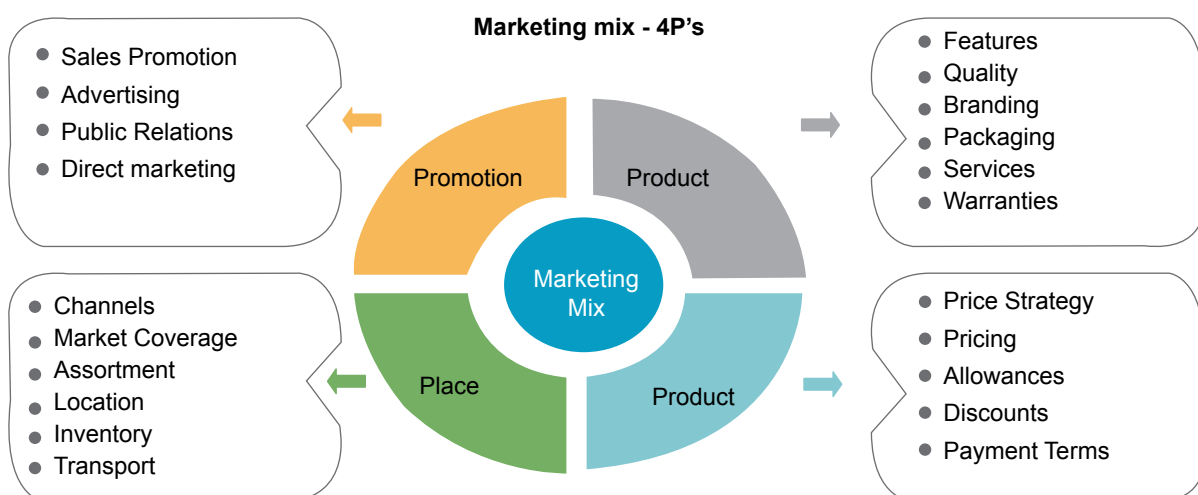 Marketing mix - 4P's
Sales Promotion
Advertising
Public Relations
Direct marketing
Features
Quality
Branding
Packaging
Services
Warranties
Promotion
Product
Marketing
Mix
Channels
Market Coverage
Assortment
Location
Inventory
Transport
Place
Product
Price Strategy
Pricing
Allowances
Discounts
Payment Terms